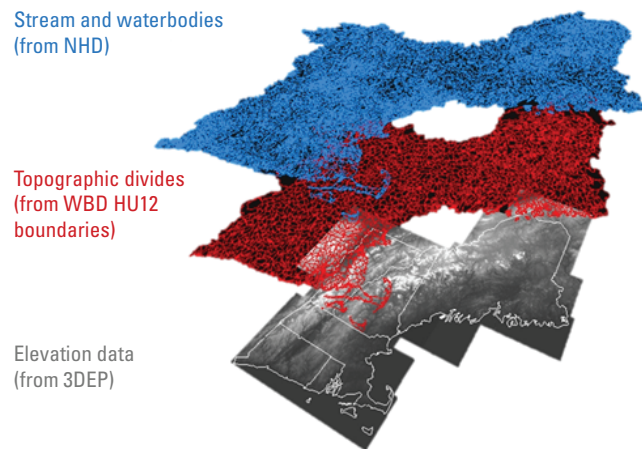 Stream and waterbodies
(from NHD)
Topographic divides
(from WBD HU12
boundaries)
Elevation data
(from 3DEP)